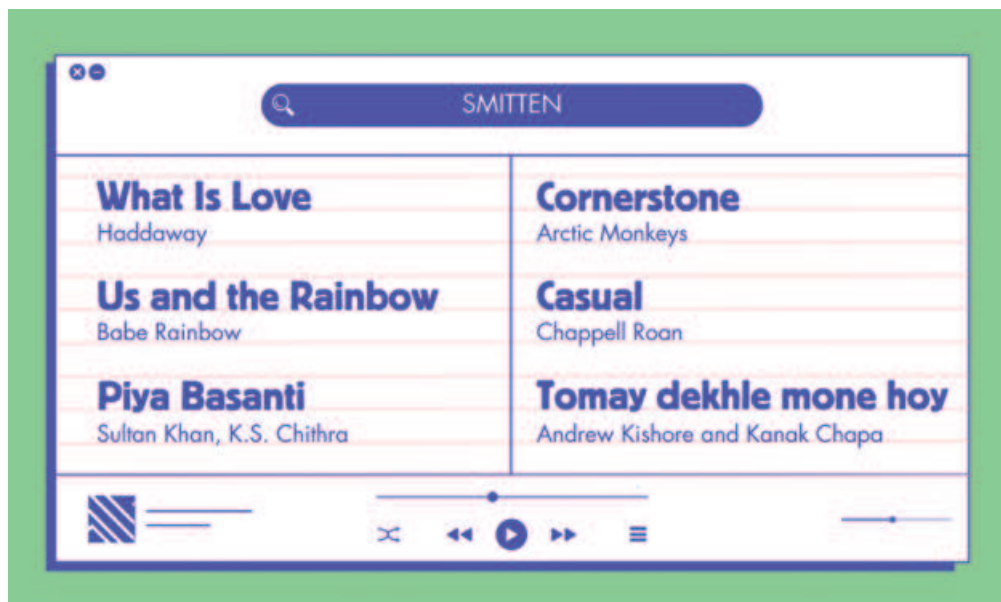 SMITTEN
What Is Love
Haddaway
Us and the Rainbow
Babe Rainbow
Piya Basanti
Sultan Khan, K.S. Chithra
Cornerstone
Arctic Monkeys
Casual
Chappell Roan
Tomay dekhle mone hoy
Andrew Kishore and Kanak Chapa